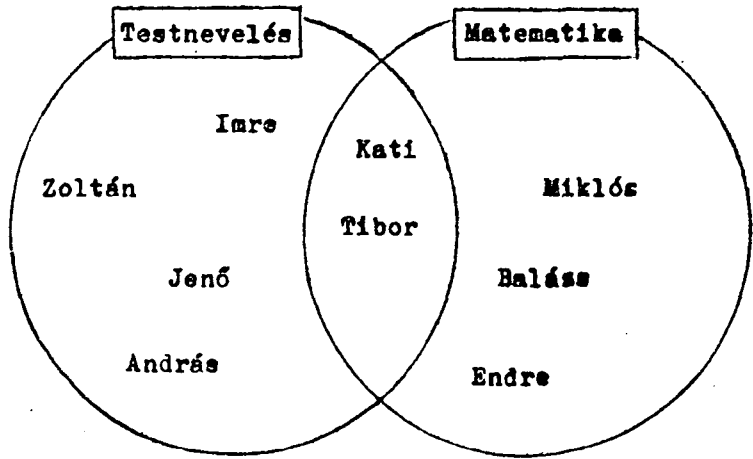 Testnevelés
Matematika
Imre
Kati
Zoltán
Miklós
Tibor
Jenő
Balázs
András
Endre